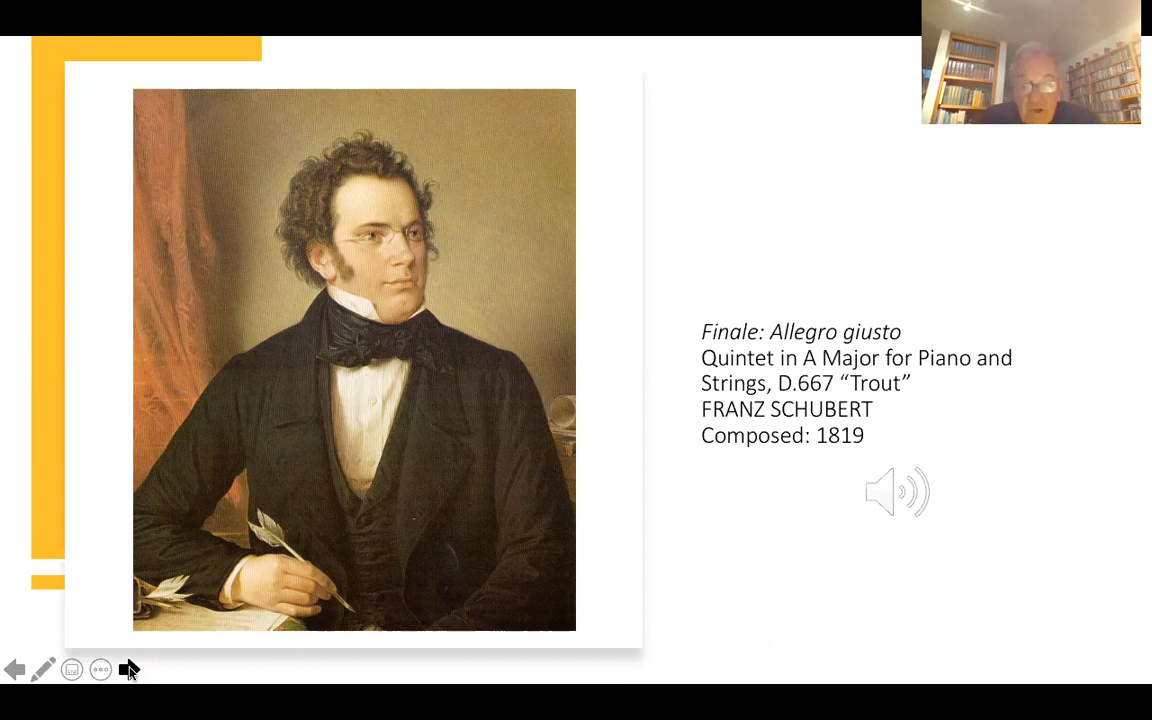 Finale: Allegro giusto
Quintet in A Major for Piano and
Strings, D.667 “Trout”
FRANZ SCHUBERT
Composed: 1819